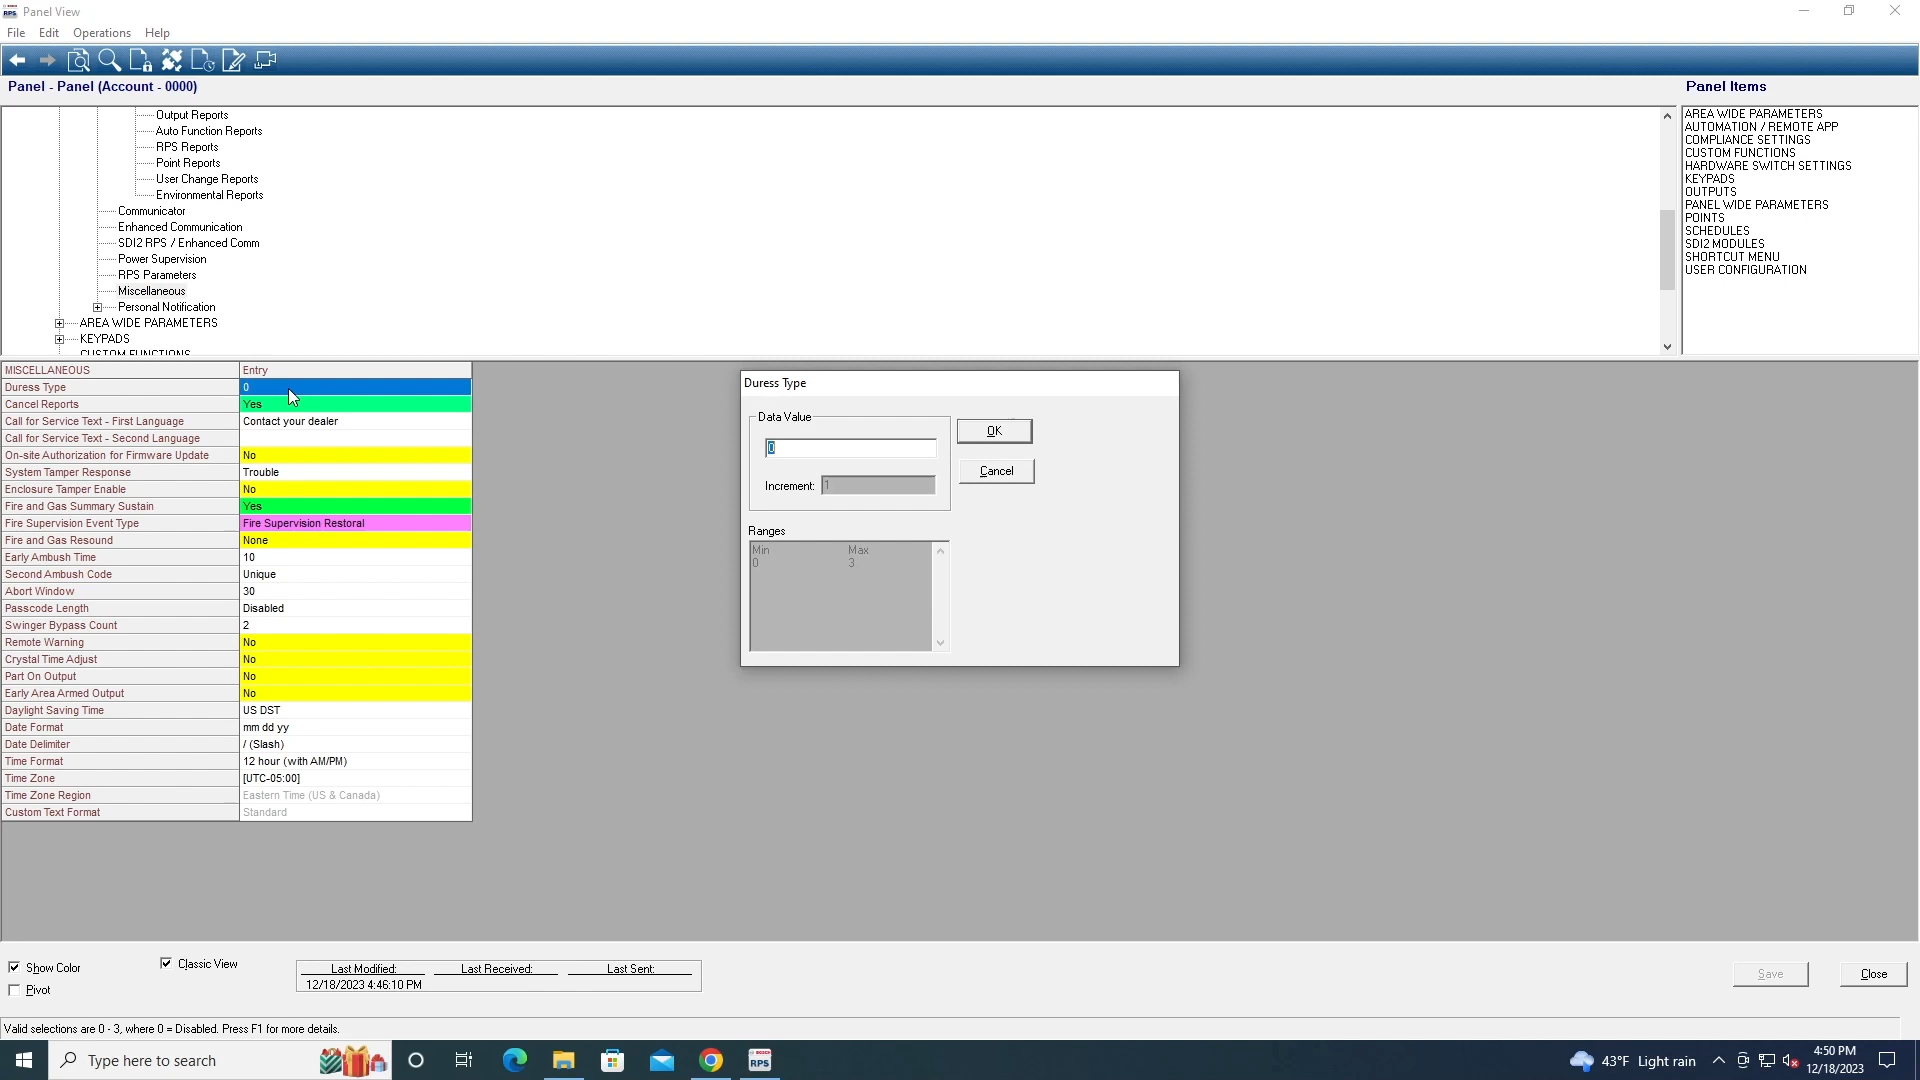 BOSCH
RPS
Panel View
File Edit Operations Help
Panel - Panel (Account - 0000)
Panel Items
Output Reports
Auto Function Reports
RPS Reports
Point Reports
User Change Reports
Environmental Reports
Communicator
Enhanced Communication
SDI2 RPS / Enhanced Comm
Power Supervision
RPS Parameters
Miscellaneous
Personal Notification
AREA WIDE PARAMETERS
KEYPADS
CUSTOM FUNCTIONS
AREA WIDE PARAMETERS
AUTOMATION / REMOTE APP
COMPLIANCE SETTINGS
CUSTOM FUNCTIONS
HARDWARE SWITCH SETTINGS
KEYPADS
OUTPUTS
PANEL WIDE PARAMETERS
POINTS
SCHEDULES
SDI2 MODULES
SHORTCUT MENU
USER CONFIGURATION
MISCELLANEOUS Entry
Duress Type 0
Cancel Reports Yes
Call for Service Text - First Language Contact your dealer
Call for Service Text - Second Language
On-site Authorization for Firmware Update No
System Tamper Response Trouble
Enclosure Tamper Enable No
Fire and Gas Summary Sustain Yes
Fire Supervision Event Type Fire Supervision Restoral
Fire and Gas Resound None
Early Ambush Time 10
Second Ambush Code Unique
Abort Window 30
Passcode Length Disabled
Swinger Bypass Count 2
Remote Warning No
Crystal Time Adjust No
Part On Output No
Early Area Armed Output No
Daylight Saving Time US DST
Date Format mm dd yy
Date Delimiter / (Slash)
Time Format 12 hour (with AM/PM)
Time Zone [UTC-05:00]
Time Zone Region Eastern Time (US & Canada)
Custom Text Format Standard
Duress Type
Data Value
0
Increment: 1
OK
Cancel
Ranges
Min Max
0 3
Show Color
Pivot
Classic View
Last Modified: Last Received: Last Sent:
12/18/2023 4:46:10 PM
Save
Close
Valid selections are 0 - 3, where 0 = Disabled. Press F1 for more details.
Type here to search
BOSCH
RPS
43°F Light rain
4:50 PM
12/18/2023